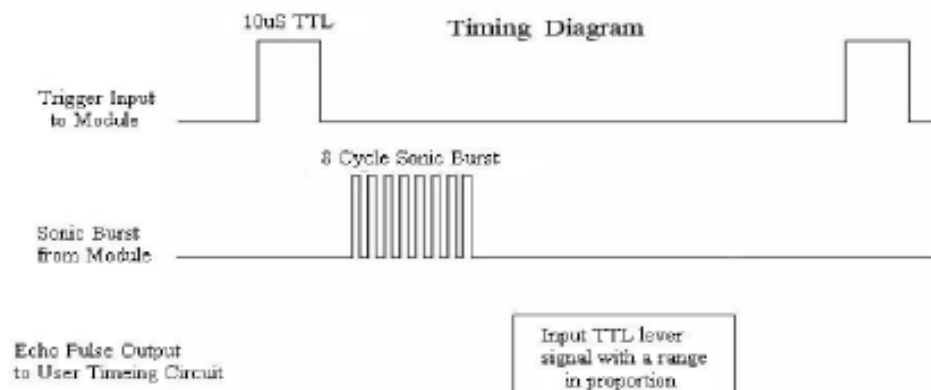 10uS TTL
Timing Diagram
Trigger Input
to Module
8 Cycle Sonic Burst
Sonic Burst
from Module
Echo Pulse Output
to User Timeing Circuit
Input TTL lever
signal with a range
in proportion